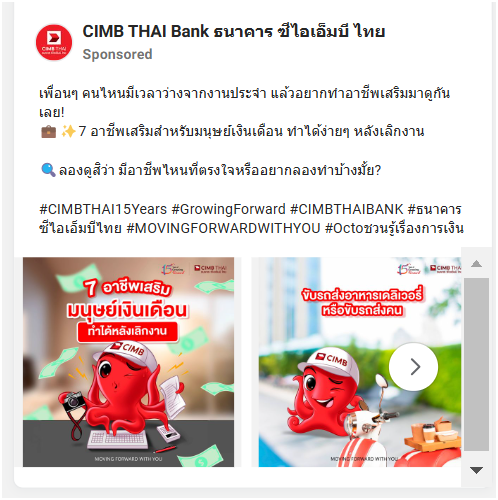 CIMB THAI Bank ธนาคาร ซีไอเอ็มบี ไทย
Sponsored
เพื่อนๆ คนไหนมีเวลาว่างจากงานประจำ แล้วอยากทำอาชีพเสริมมาดูกัน
เลย!
💼 ✨7 อาชีพเสริมสำหรับมนุษย์เงินเดือน ทำได้ง่ายๆ หลังเลิกงาน
🔍ลองดูสิว่า มีอาชีพไหนที่ตรงใจหรืออยากลองทำบ้างมั้ย?
#CIMBTHAI15Years #GrowingForward #CIMBTHAIBANK #ธนาคาร
ซีไอเอ็มบีไทย #MOVINGFORWARDWITHYOU #Octoชวนรู้เรื่องการเงิน
CIMB THAI
7 อาชีพเสริม
มนุษย์เงินเดือน
ทำได้หลังเลิกงาน
CIMB
MOVING FORWARD WITH YOU
CIMB THAI
ขับรถส่งอาหารเดลิเวอรี่
หรือขับรถส่งคน
CIMB
MOVING FORWARD WITH YOU